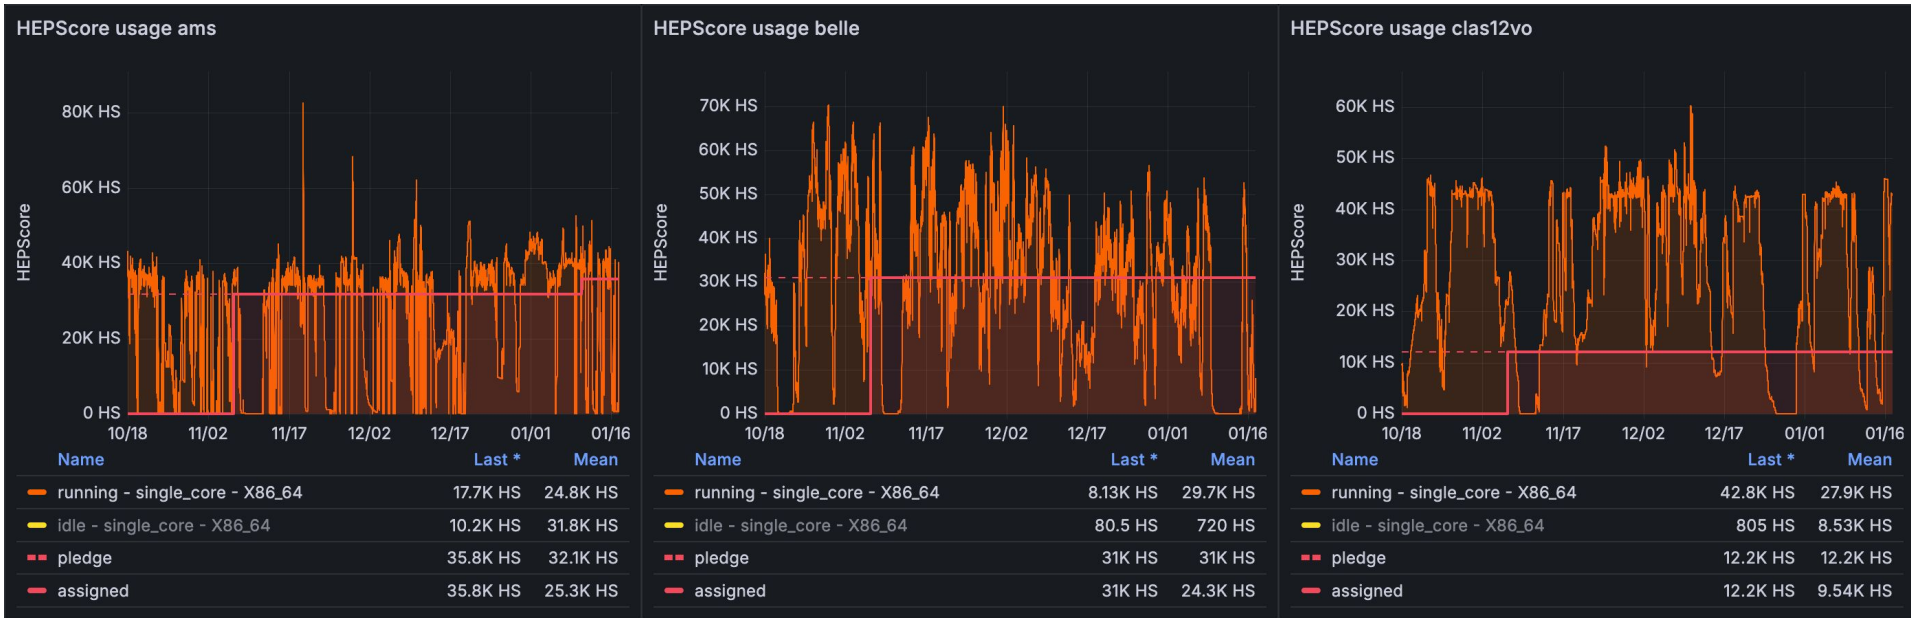 HEPScore usage ams
HEPScore
80K HS
60K HS
40K HS
20K HS
0 HS
10/18 11/02 11/17 12/02 12/17 01/01 01/16
Name Last * Mean
running - single_core - X86_64 17.7K HS 24.8K HS
idle - single_core - X86_64 10.2K HS 31.8K HS
pledge 35.8K HS 32.1K HS
assigned 35.8K HS 25.3K HS
HEPScore usage belle
HEPScore
70K HS
60K HS
50K HS
40K HS
30K HS
20K HS
10K HS
0 HS
10/18 11/02 11/17 12/02 12/17 01/01 01/16
Name Last * Mean
running - single_core - X86_64 8.13K HS 29.7K HS
idle - single_core - X86_64 80.5 HS 720 HS
pledge 31K HS 31K HS
assigned 31K HS 24.3K HS
HEPScore usage clas12vo
HEPScore
60K HS
50K HS
40K HS
30K HS
20K HS
10K HS
0 HS
10/18 11/02 11/17 12/02 12/17 01/01 01/16
Name Last * Mean
running - single_core - X86_64 42.8K HS 27.9K HS
idle - single_core - X86_64 805 HS 8.53K HS
pledge 12.2K HS 12.2K HS
assigned 12.2K HS 9.54K HS